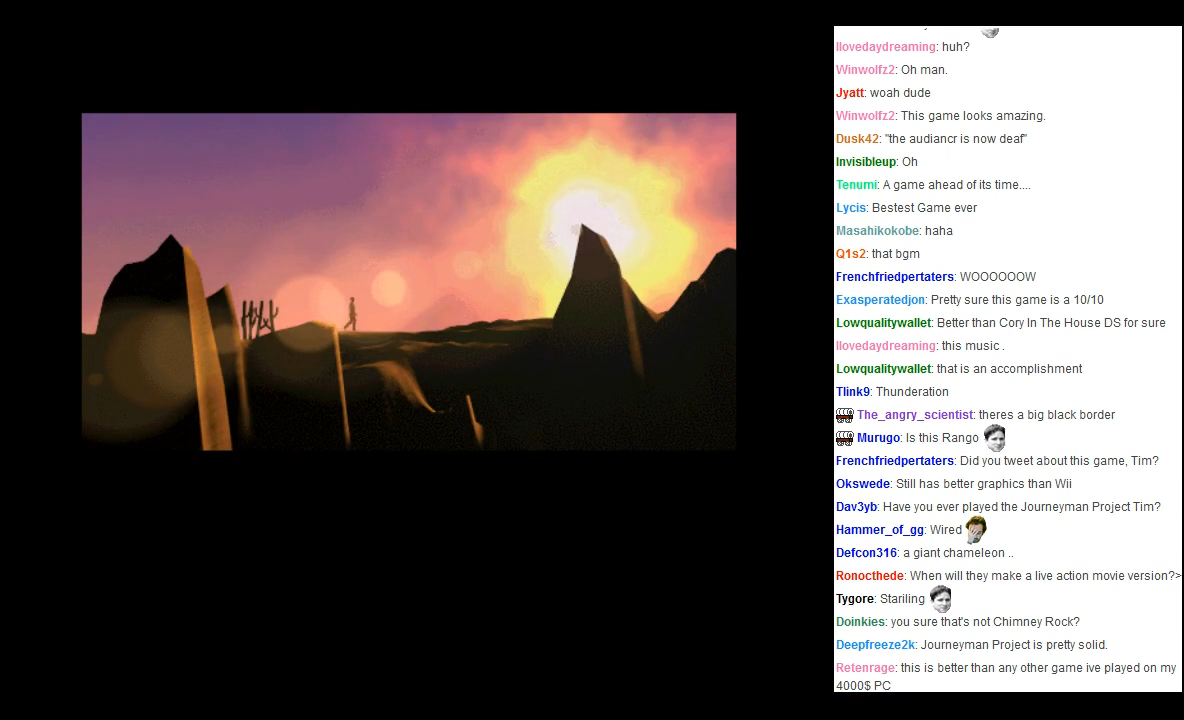 Ilovedaydreaming: huh?
Winwolfz2: Oh man.
Jyatt: woah dude
Winwolfz2: This game looks amazing.
Dusk42: "the audiancr is now deaf"
Invisibleup: Oh
Tenumi: A game ahead of its time....
Lycis: Bestest Game ever
Masahikokobe: haha
Q1s2: that bgm
Frenchfriedpertaters: WOOOOOOW
Exasperatedjon: Pretty sure this game is a 10/10
Lowqualitywallet: Better than Cory In The House DS for sure
Ilovedaydreaming: this music .
Lowqualitywallet: that is an accomplishment
Tlink9: Thunderation
The_angry_scientist: theres a big black border
Murugo: Is this Rango
Frenchfriedpertaters: Did you tweet about this game, Tim?
Okswede: Still has better graphics than Wii
Dav3yb: Have you ever played the Journeyman Project Tim?
Hammer_of_gg: Wired
Defcon316: a giant chameleon ..
Ronocthede: When will they make a live action movie version?>
Tygore: Stariling
Doinkies: you sure that's not Chimney Rock?
Deepfreeze2k: Journeyman Project is pretty solid.
Retenrage: this is better than any other game ive played on my
4000$ PC